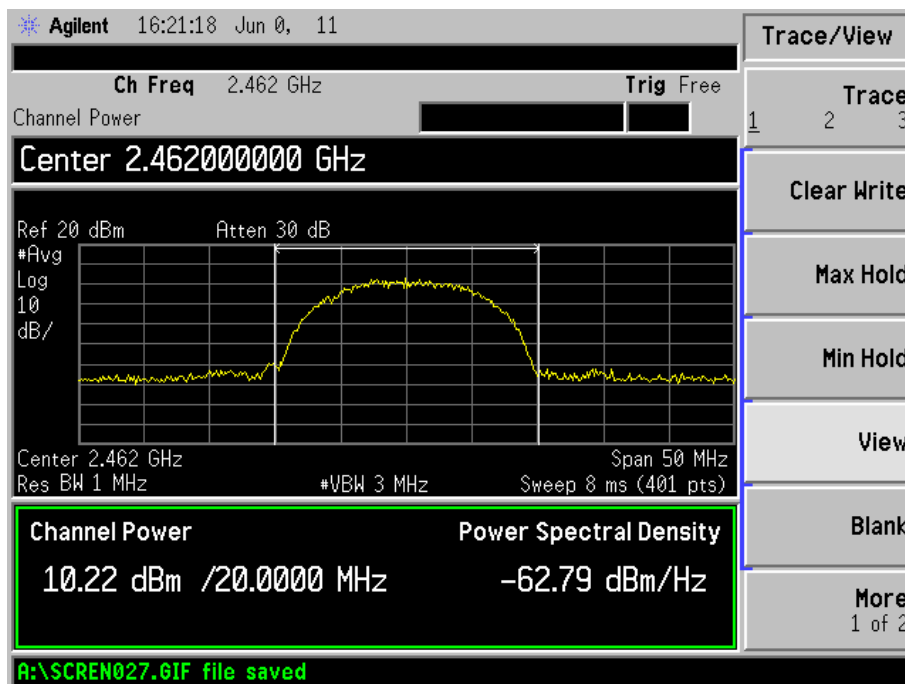 Agilent 16:21:18 Jun 0, 11
Trace/View
Ch Freq 2.462 GHz Trig Free
Channel Power
Trace
1 2 3
Center 2.462000000 GHz
Clear Write
Ref 20 dBm Atten 30 dB
#Avg
Log
10
dB/
Max Hold
Min Hold
View
Center 2.462 GHz Span 50 MHz
Res BW 1 MHz #VBW 3 MHz Sweep 8 ms (401 pts)
Channel Power Power Spectral Density
10.22 dBm /20.0000 MHz -62.79 dBm/Hz
Blank
More
1 of 2
A:\SCREN027.GIF file saved